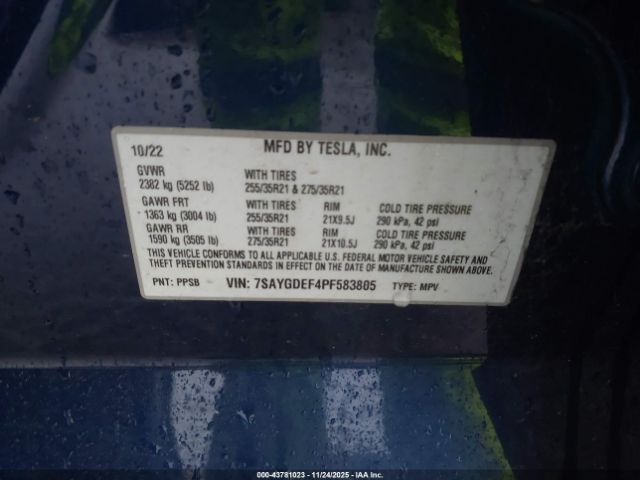 10/22 MFD BY TESLA, INC.
GVWR WITH TIRES
2382 kg (5252 lb) 255/35R21 & 275/35R21
GAWR FRT WITH TIRES RIM COLD TIRE PRESSURE
1363 kg (3004 lb) 255/35R21 21X9.5J 290 kPa, 42 psi
GAWR RR WITH TIRES RIM COLD TIRE PRESSURE
1590 kg (3505 lb) 275/35R21 21X10.5J 290 kPa, 42 psi
THIS VEHICLE CONFORMS TO ALL APPLICABLE U.S. FEDERAL MOTOR VEHICLE SAFETY AND
THEFT PREVENTION STANDARDS IN EFFECT ON THE DATE OF MANUFACTURE SHOWN ABOVE.
PNT: PPSB VIN: 7SAYGDEF4PF583805 TYPE: MPV
000-43781023 - 11/24/2025 - IAA Inc.